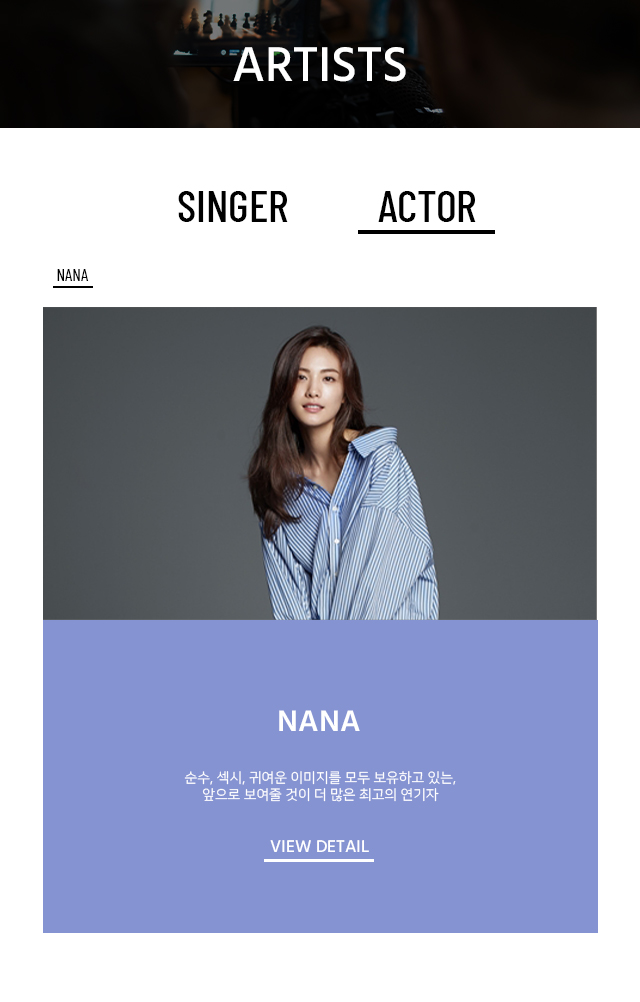 ARTISTS
SINGER
ACTOR
NANA
NANA
순수, 섹시, 귀여운 이미지를 모두 보유하고 있는,
앞으로 보여줄 것이 더 많은 최고의 연기자
VIEW DETAIL